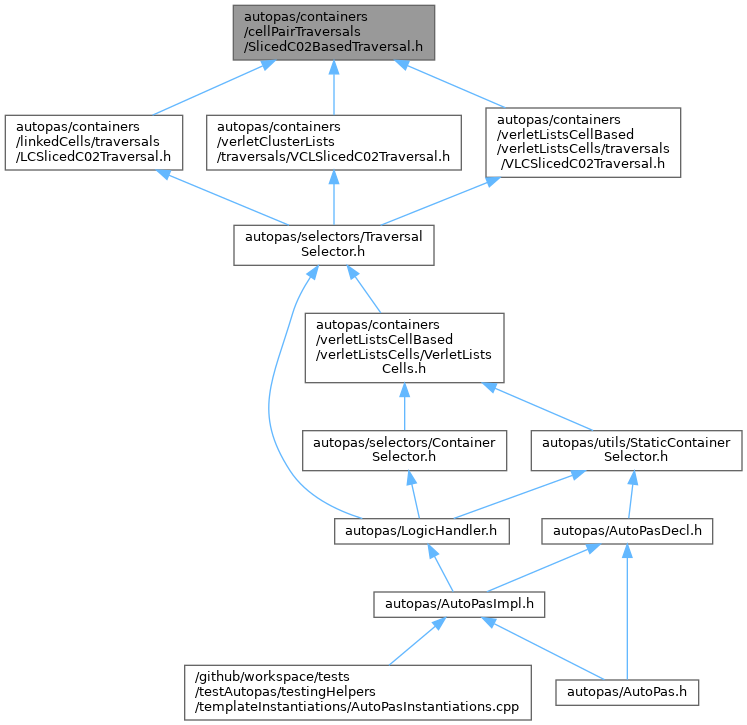 autopas/containers
/cellPairTraversals
/SlicedC02BasedTraversal.h
autopas/containers
/linkedCells/traversals
/LCSlicedC02Traversal.h
autopas/containers
/verletClusterLists
/traversals/VCLSlicedC02Traversal.h
autopas/containers
/verletListsCellBased
/verletListsCells/traversals
/VLCSlicedC02Traversal.h
autopas/selectors/Traversal
Selector.h
autopas/containers
/verletListsCellBased
/verletListsCells/VerletLists
Cells.h
autopas/selectors/Container
Selector.h
autopas/utils/StaticContainer
Selector.h
autopas/LogicHandler.h
autopas/AutoPasDecl.h
autopas/AutoPasImpl.h
/github/workspace/tests
/testAutopas/testingHelpers
/templateInstantiations/AutoPasInstantiations.cpp
autopas/AutoPas.h